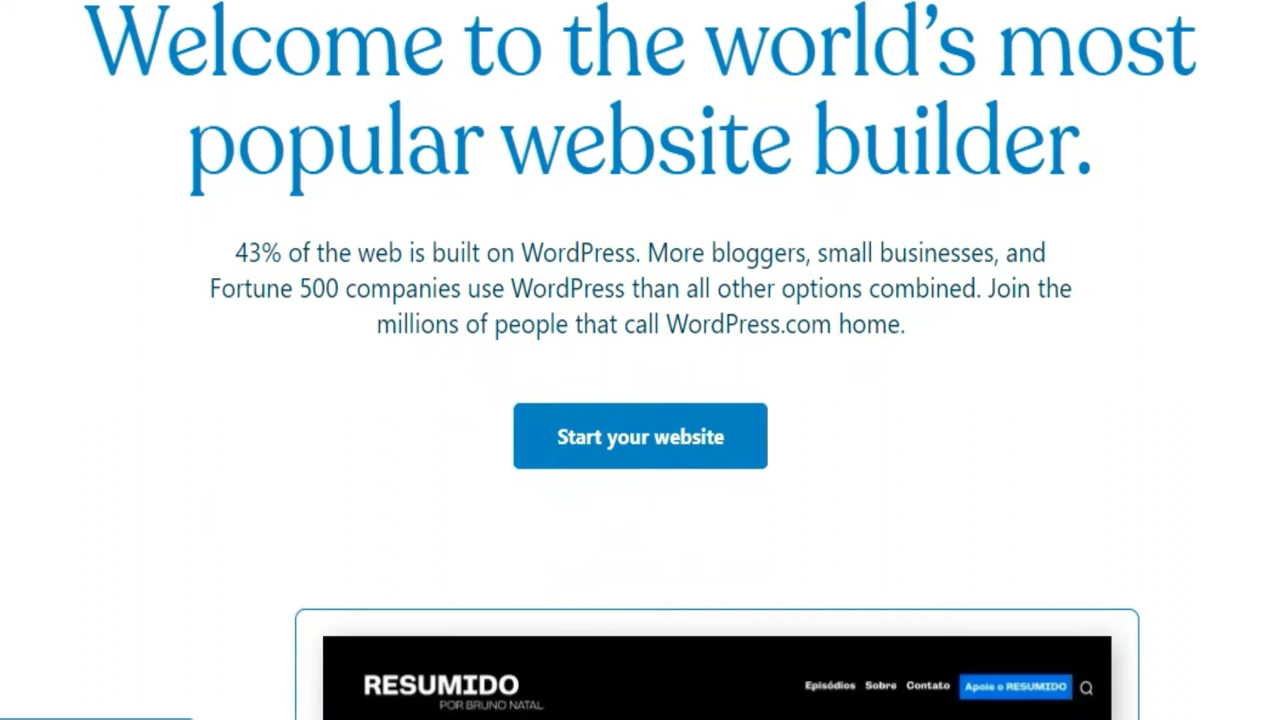 Welcome to the world's most
popular website builder.
43% of the web is built on WordPress. More bloggers, small businesses, and
Fortune 500 companies use WordPress than all other options combined. Join the
millions of people that call WordPress.com home.
Start your website
RESUMIDO
POR BRUNO NATAL
Episódios Sobre Contato Apoie o RESUMIDO